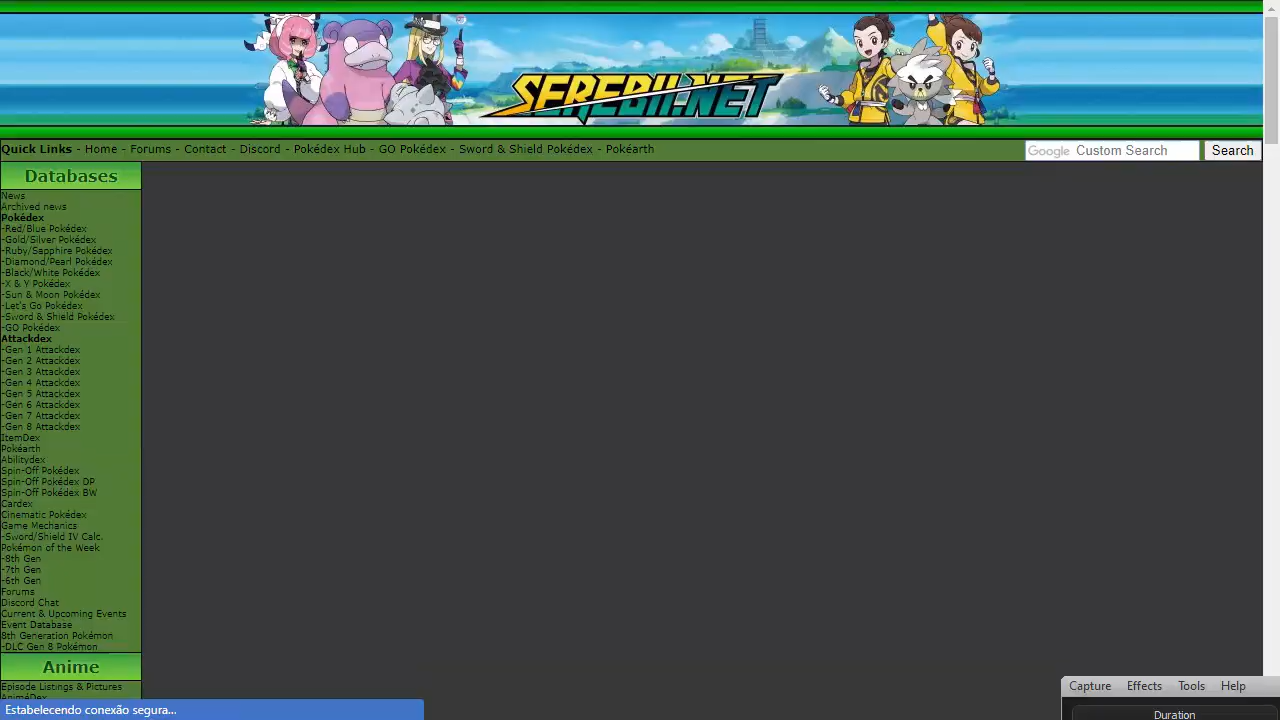 SEREBII.NET
Quick Links - Home - Forums - Contact - Discord - Pokédex Hub - GO Pokédex - Sword & Shield Pokédex - Pokéarth
Google Custom Search
Search
Databases
News
Archived news
Pokédex
-Red/Blue Pokédex
-Gold/Silver Pokédex
-Ruby/Sapphire Pokédex
-Diamond/Pearl Pokédex
-Black/White Pokédex
-X & Y Pokédex
-Sun & Moon Pokédex
-Let's Go Pokédex
-Sword & Shield Pokédex
-GO Pokédex
Attackdex
-Gen 1 Attackdex
-Gen 2 Attackdex
-Gen 3 Attackdex
-Gen 4 Attackdex
-Gen 5 Attackdex
-Gen 6 Attackdex
-Gen 7 Attackdex
-Gen 8 Attackdex
ItemDex
Pokéarth
Abilitydex
Spin-Off Pokédex
Spin-Off Pokédex DP
Spin-Off Pokédex BW
Cardex
Cinematic Pokédex
Game Mechanics
-Sword/Shield IV Calc.
Pokémon of the Week
-8th Gen
-7th Gen
-6th Gen
Forums
Discord Chat
Current & Upcoming Events
Event Database
8th Generation Pokémon
-DLC Gen 8 Pokémon
Anime
Episode Listings & Pictures
AniméDex
Estabelecendo conexão segura...
Capture Effects Tools Help
Duration